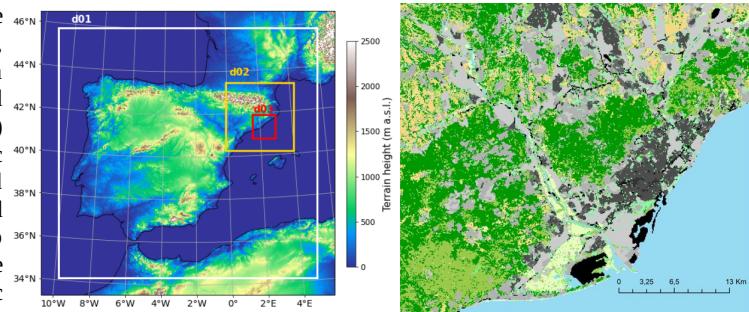 d01
d02
d03
46°N
44°N
42°N
40°N
38°N
36°N
34°N
10°W 8°W 6°W 4°W 2°W 0° 2°E 4°E
2500
2000
1500
1000
500
0
Terrain height (m a.s.l.)
0 3,25 6,5 13 Km